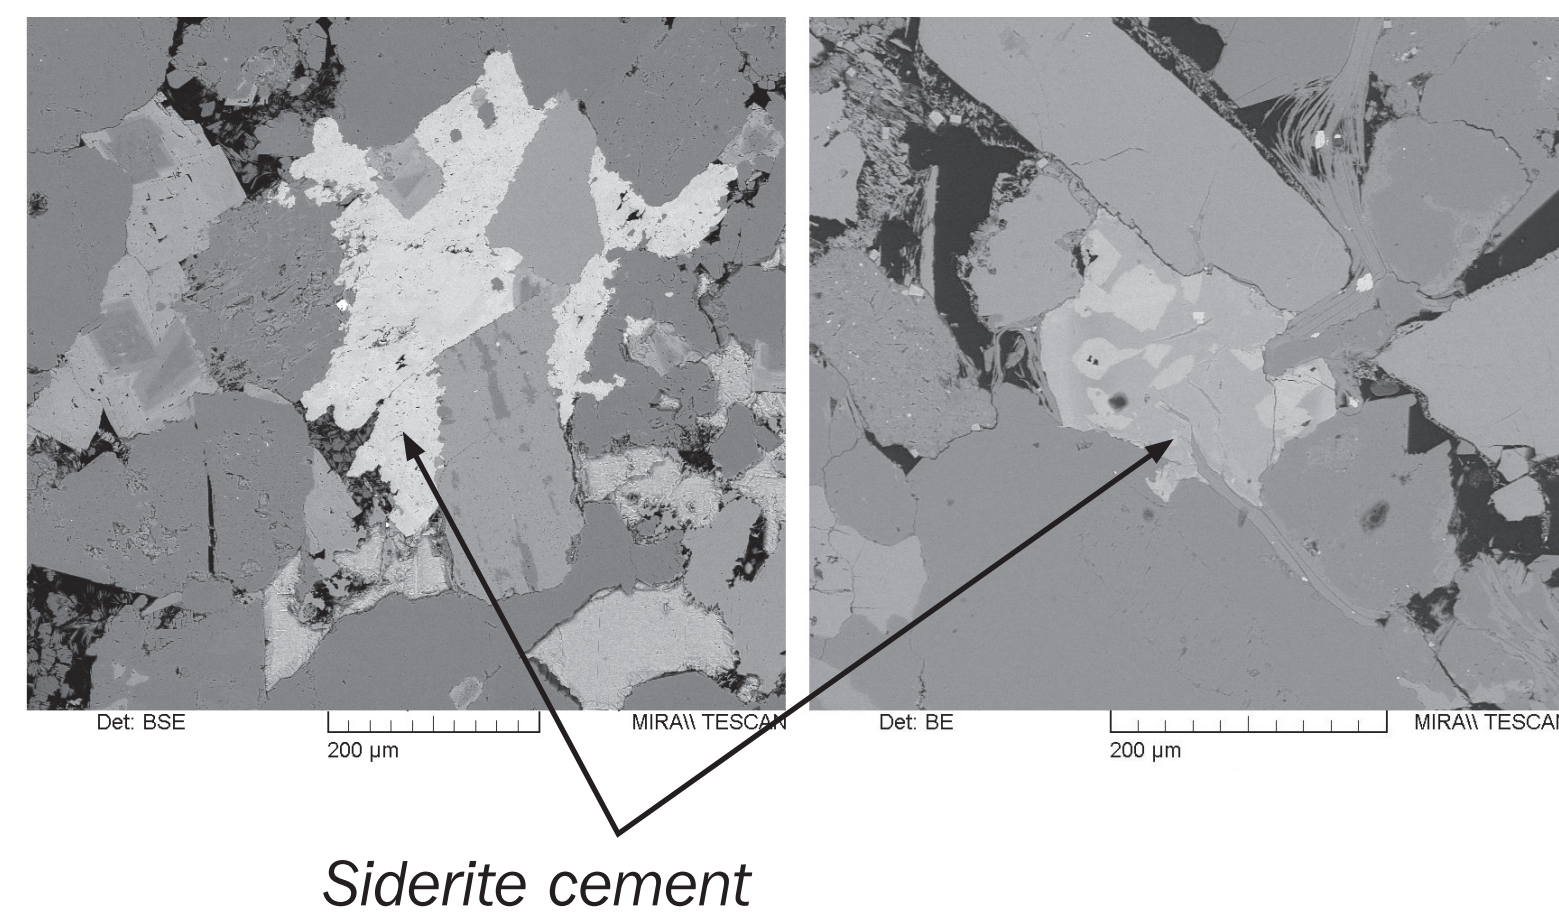 Det: BSE
MIRA\\ TESCAN
200 µm
Det: BE
MIRA\\ TESCAN
200 µm
Siderite cement